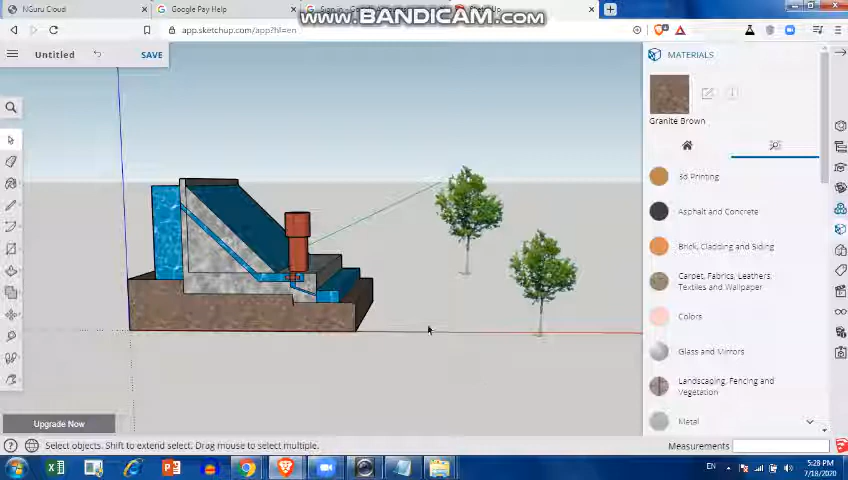 NGuru Cloud
Google Pay Help
www.BANDICAM.com
app.sketchup.com/app?hl=en
Untitled
SAVE
MATERIALS
Granite Brown
3d Printing
Asphalt and Concrete
Brick, Cladding and Siding
Carpet, Fabrics, Leathers,
Textiles and Wallpaper
Colors
Glass and Mirrors
Landscaping, Fencing and
Vegetation
Metal
Upgrade Now
Select objects. Shift to extend select. Drag mouse to select multiple.
Measurements
EN
5:28 PM
7/18/2020